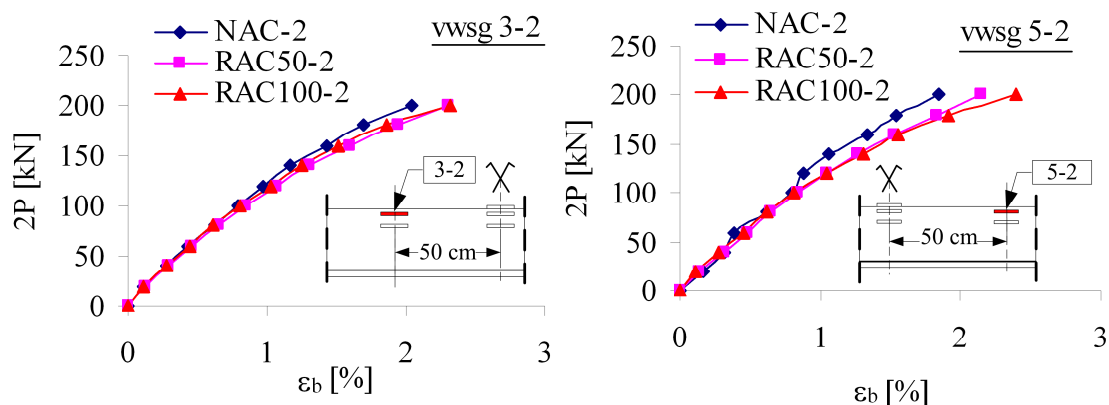 NAC-2
RAC50-2
RAC100-2
vwsg 3-2
2P [kN]
250
200
150
100
50
0
3-2
50 cm
0 1 2 3
εb [%]
NAC-2
RAC50-2
RAC100-2
vwsg 5-2
2P [kN]
250
200
150
100
50
0
5-2
50 cm
0 1 2 3
εb [%]